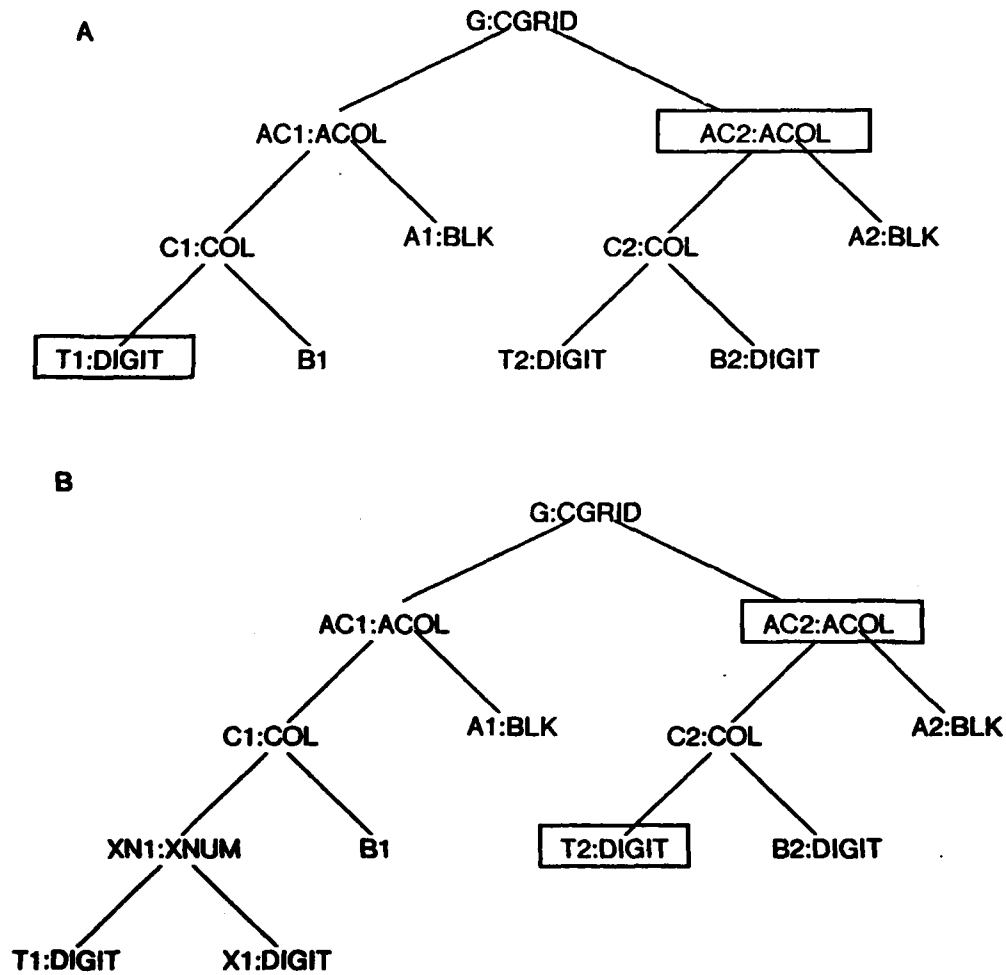 A
G:CGRID
AC1:ACOL AC2:ACOL
C1:COL A1:BLK C2:COL A2:BLK
T1:DIGIT B1 T2:DIGIT B2:DIGIT
B
G:CGRID
AC1:ACOL AC2:ACOL
C1:COL A1:BLK C2:COL A2:BLK
XN1:XNUM B1 T2:DIGIT B2:DIGIT
T1:DIGIT X1:DIGIT